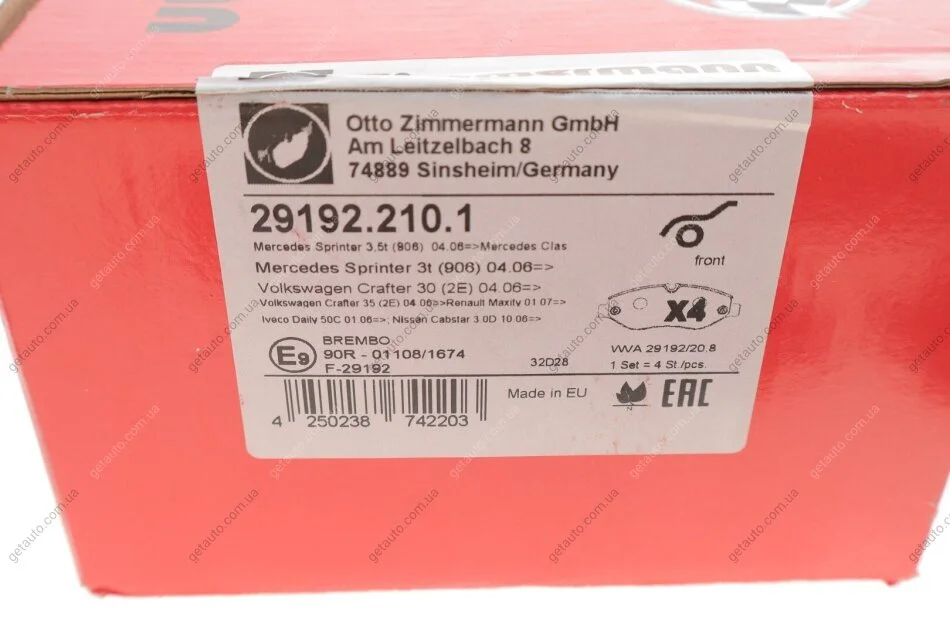 Otto Zimmermann GmbH
Am Leitzelbach 8
74889 Sinsheim/Germany
29192.210.1
Mercedes Sprinter 3,5t (906) 04.06=>Mercedes Clas
Mercedes Sprinter 3t (906) 04.06=>
Volkswagen Crafter 30 (2E) 04.06=>
Volkswagen Crafter 35 (2E) 04.06=>Renault Maxity 01.07=>
Iveco Daily 50C 01.06=>; Nissan Cabstar 3.0D 10.06=>
front
X4
WVA 29192/20.8
1 Set = 4 St./pcs.
E9
BREMBO
90R - 01108/1674
F-29192
32D28
Made in EU
EAC
4 250238 742203
getauto.com.ua